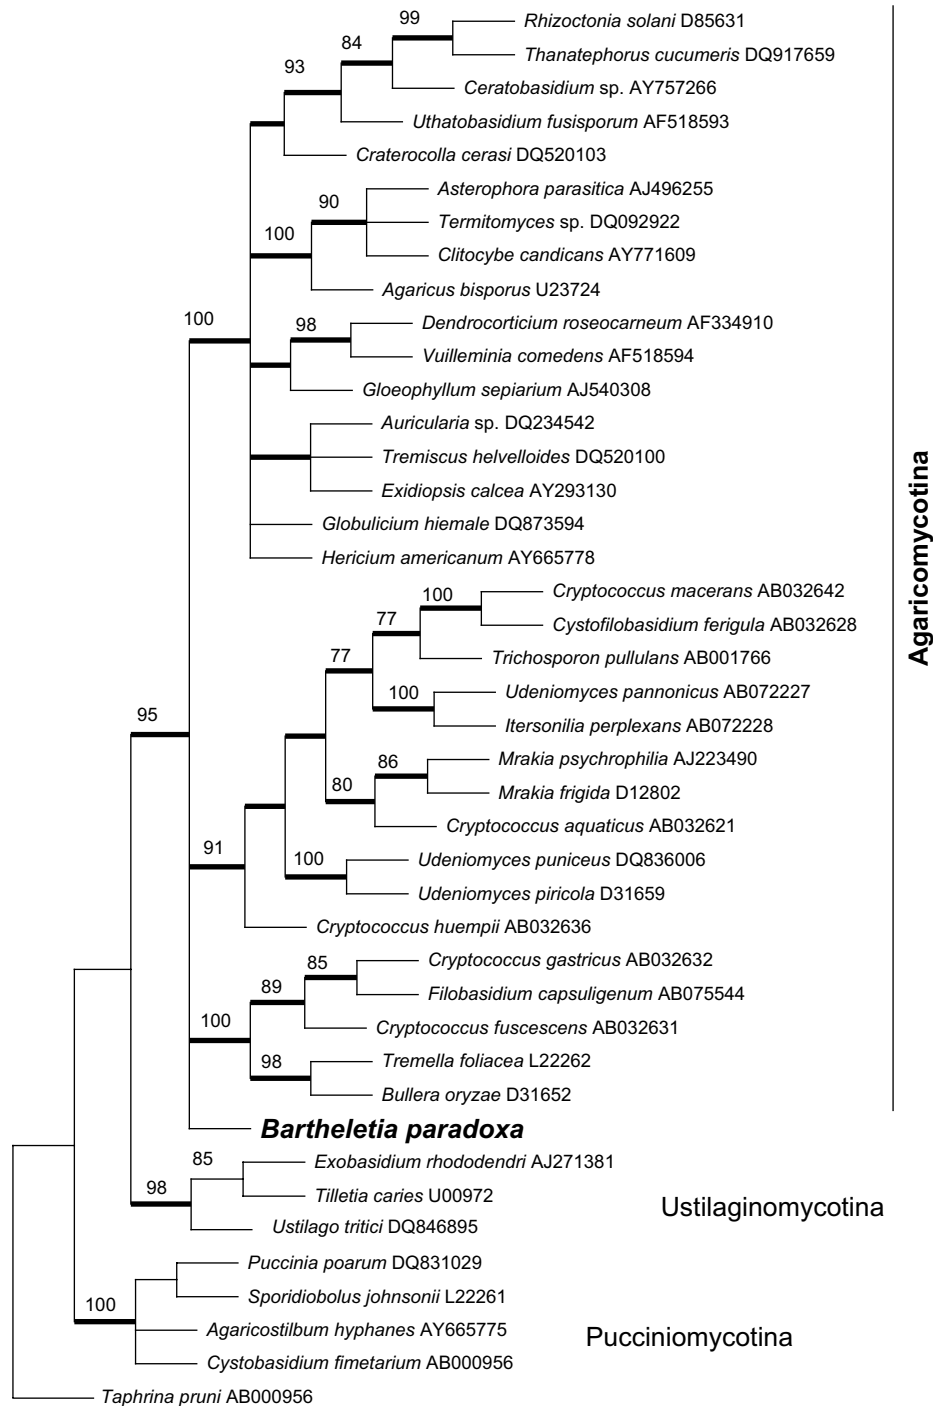 99
Rhizoctonia solani D85631
84
Thanatephorus cucumeris DQ917659
93
Ceratobasidium sp. AY757266
Uthatobasidium fusisporum AF518593
Craterocolla cerasi DQ520103
Asterophora parasitica AJ496255
90
Termitomyces sp. DQ092922
100
Clitocybe candicans AY771609
Agaricus bisporus U23724
100
98
Dendrocorticium roseocarneum AF334910
Vuilleminia comedens AF518594
Gloeophyllum sepiarium AJ540308
Auricularia sp. DQ234542
Tremiscus helvelloides DQ520100
Exidiopsis calcea AY293130
Globulicium hiemale DQ873594
Hericium americanum AY665778
Agaricomycotina
100
Cryptococcus macerans AB032642
77
Cystofilobasidium ferigula AB032628
77
Trichosporon pullulans AB001766
100
Udeniomyces pannonicus AB072227
95
Itersonilia perplexans AB072228
86
Mrakia psychrophilia AJ223490
80
Mrakia frigida D12802
Cryptococcus aquaticus AB032621
91
100
Udeniomyces puniceus DQ836006
Udeniomyces piricola D31659
Cryptococcus huempii AB032636
85
Cryptococcus gastricus AB032632
89
Filobasidium capsuligenum AB075544
100
Cryptococcus fuscescens AB032631
98
Tremella foliacea L22262
Bullera oryzae D31652
Bartheletia paradoxa
85
Exobasidium rhododendri AJ271381
98
Tilletia caries U00972
Ustilaginomycotina
Ustilago tritici DQ846895
Puccinia poarum DQ831029
100
Sporidiobolus johnsonii L22261
Agaricostilbum hyphanes AY665775
Pucciniomycotina
Cystobasidium fimetarium AB000956
Taphrina pruni AB000956